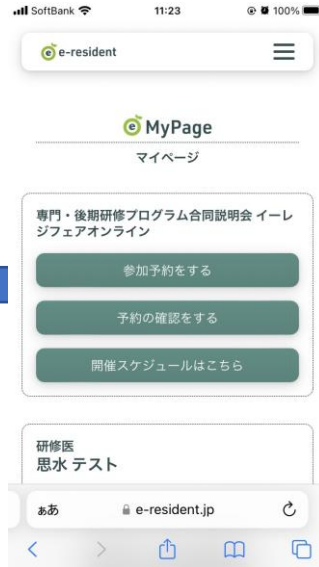 SoftBank 11:23 100%
e-resident
MyPage
マイページ
専門・後期研修プログラム合同説明会 イーレ
ジフェアオンライン
参加予約をする
予約の確認をする
開催スケジュールはこちら
研修医
思水 テスト
ああ e-resident.jp